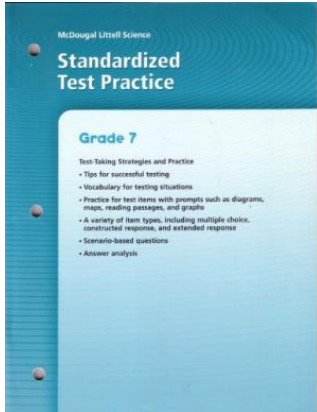 McDougal Littell Science
Standardized
Test Practice
Grade 7
Test-Taking Strategies and Practice
• Tips for successful testing
• Vocabulary for testing situations
• Practice for test items with prompts such as diagrams,
maps, reading passages, and graphs
• A variety of item types, including multiple choice,
constructed response, and extended response
• Scenario-based questions
• Answer analysis